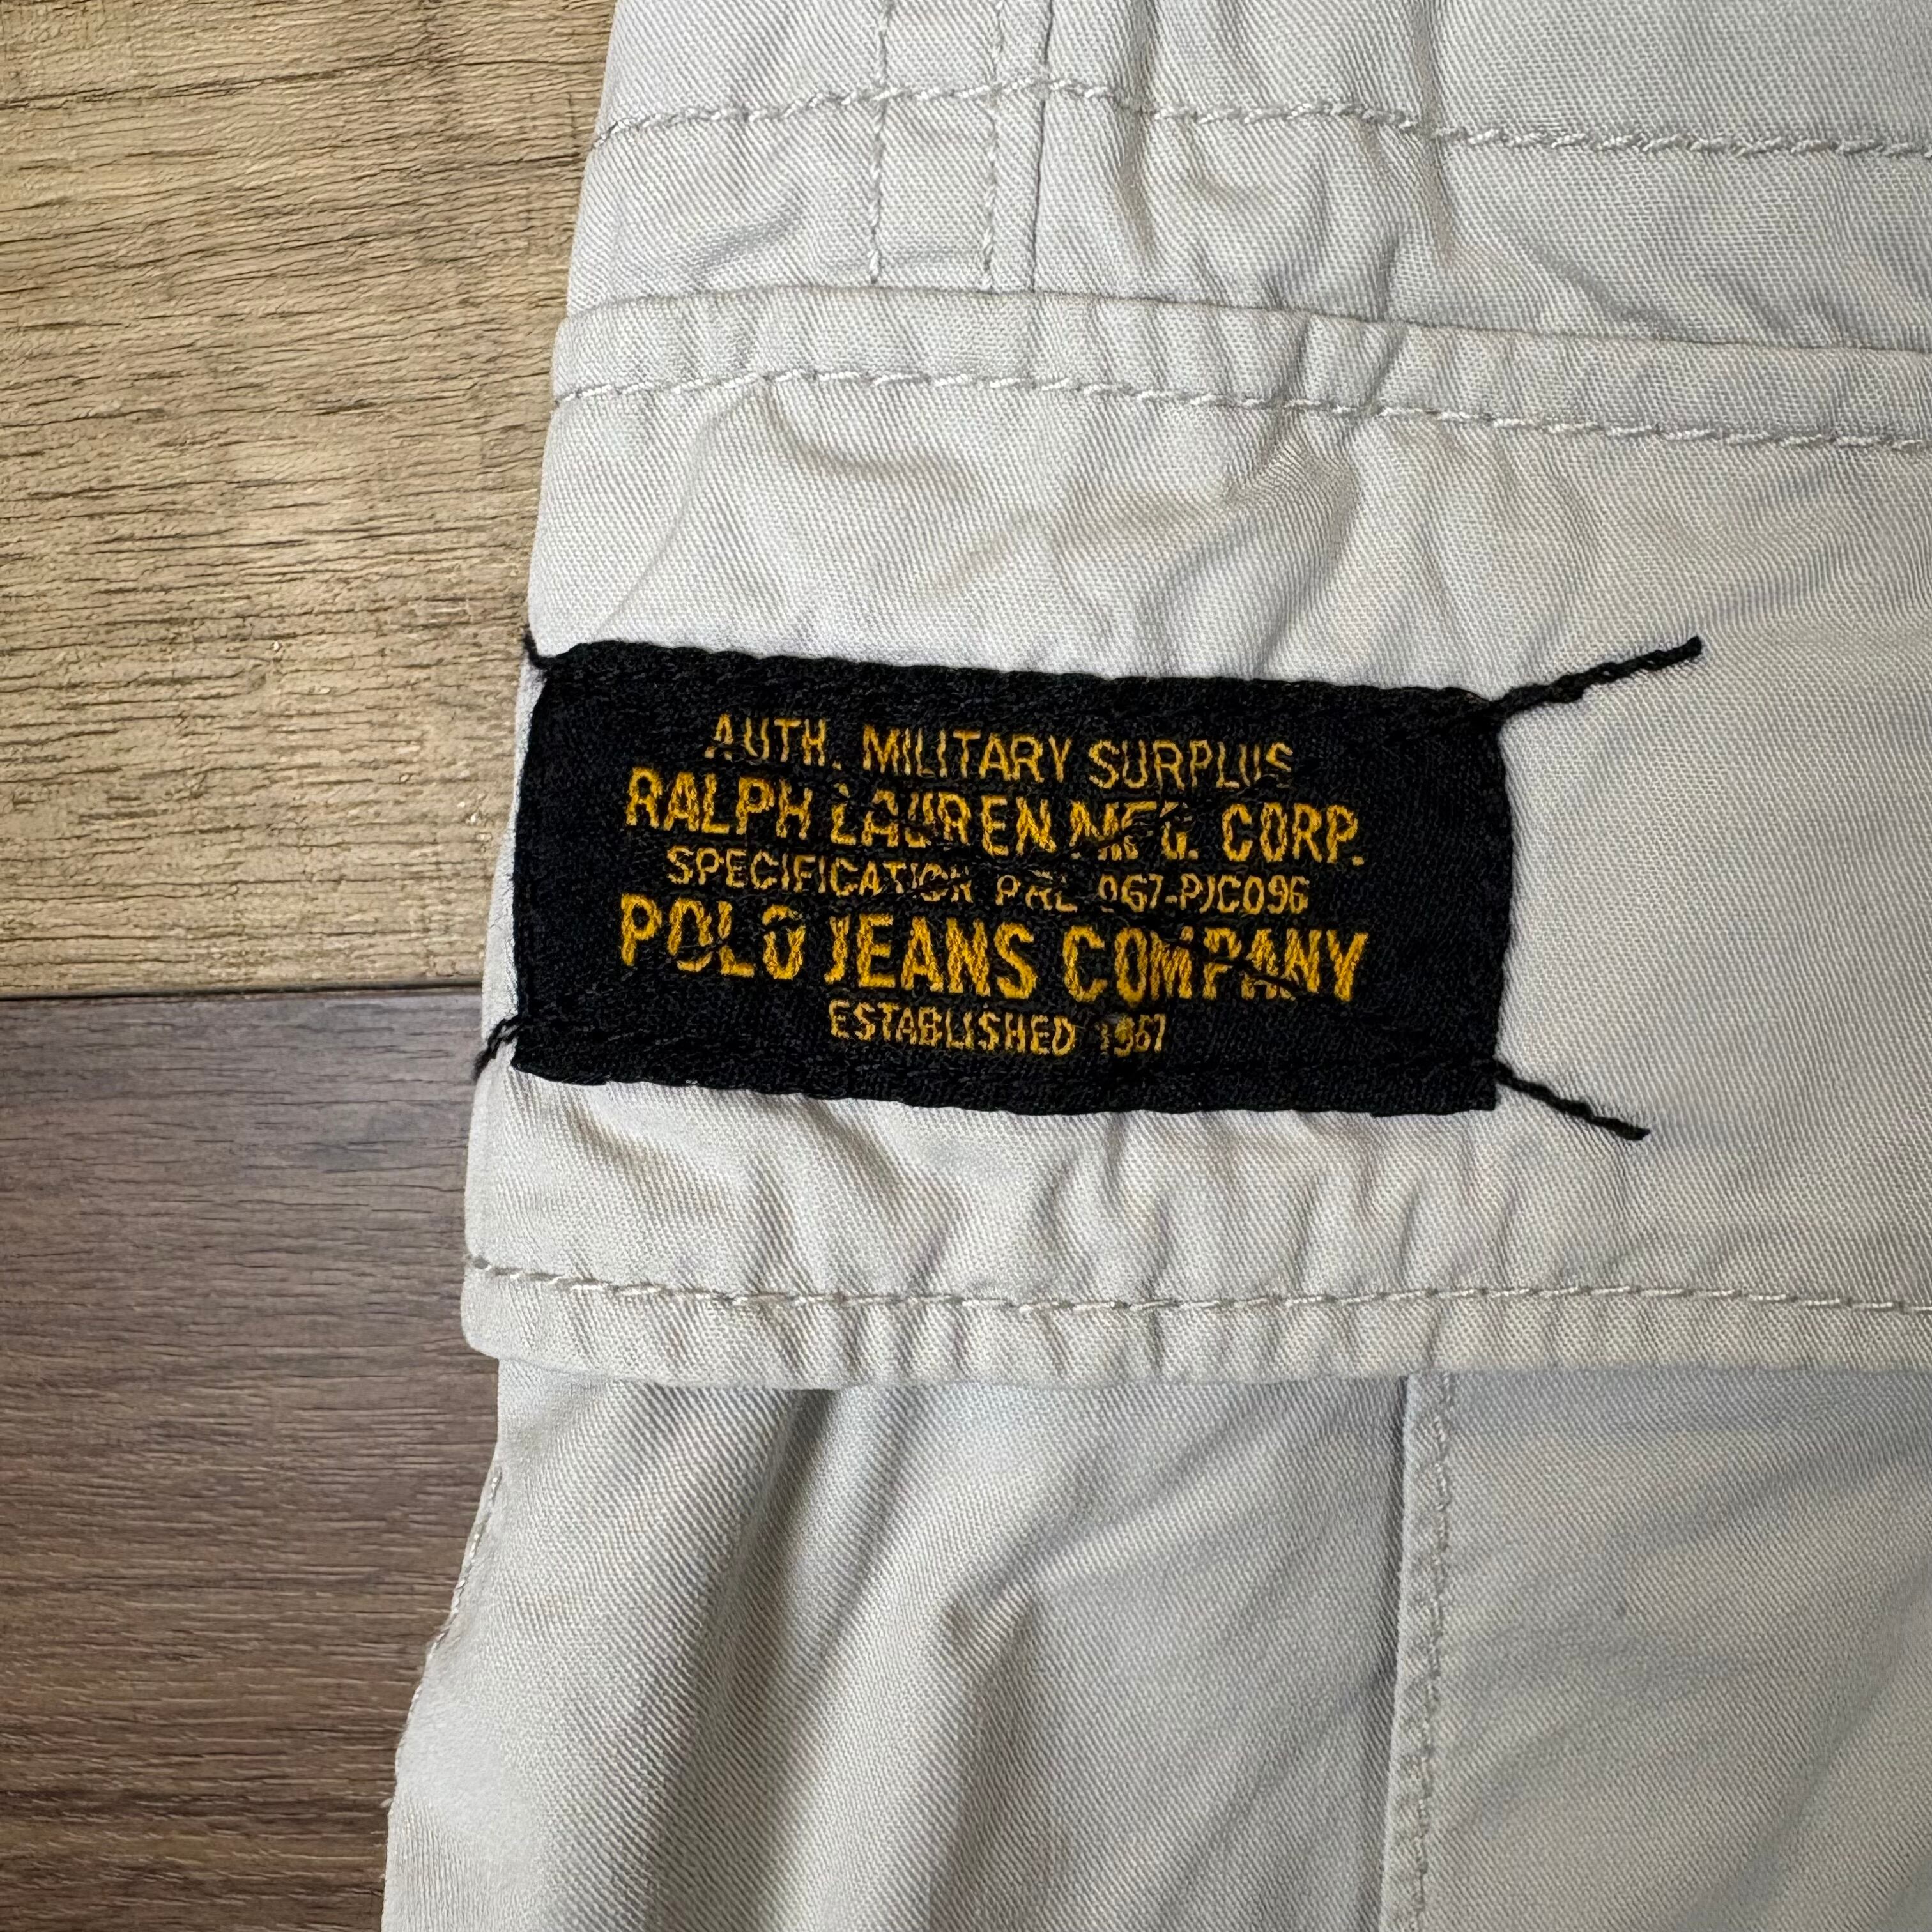 AUTH. MILITARY SURPLUS
RALPH LAUREN MFG. CORP.
SPECIFICATION PRL 067-PJC096
POLO JEANS COMPANY
ESTABLISHED 1967